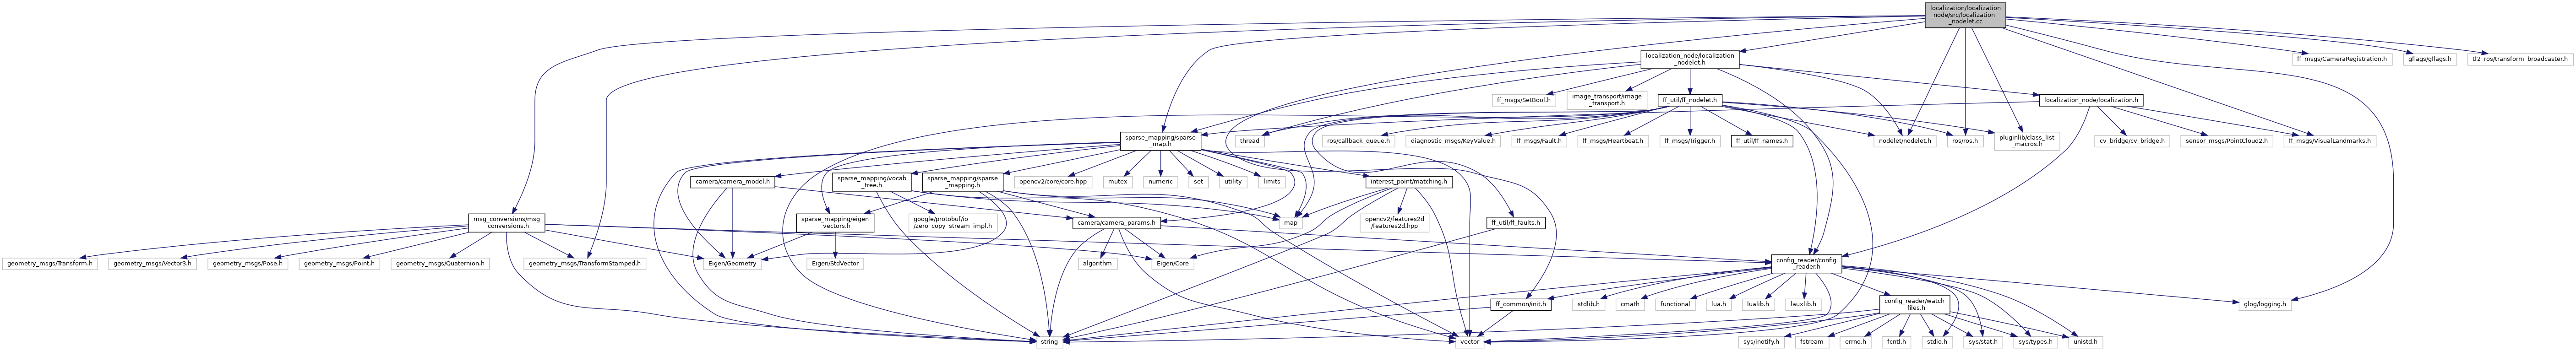 localization/localization
_node/src/localization
_nodelet.cc
localization_node/localization
_nodelet.h
ff_msgs/CameraRegistration.h
gflags/gflags.h
tf2_ros/transform_broadcaster.h
ff_msgs/SetBool.h
image_transport/image
_transport.h
ff_util/ff_nodelet.h
localization_node/localization.h
sparse_mapping/sparse
_map.h
thread
ros/callback_queue.h
diagnostic_msgs/KeyValue.h
ff_msgs/Fault.h
ff_msgs/Heartbeat.h
ff_msgs/Trigger.h
ff_util/ff_names.h
nodelet/nodelet.h
ros/ros.h
pluginlib/class_list
_macros.h
cv_bridge/cv_bridge.h
sensor_msgs/PointCloud2.h
ff_msgs/VisualLandmarks.h
camera/camera_model.h
sparse_mapping/vocab
_tree.h
sparse_mapping/sparse
_mapping.h
opencv2/core/core.hpp
mutex
numeric
set
utility
limits
interest_point/matching.h
msg_conversions/msg
_conversions.h
sparse_mapping/eigen
_vectors.h
google/protobuf/io
/zero_copy_stream_impl.h
camera/camera_params.h
map
opencv2/features2d
/features2d.hpp
ff_util/ff_faults.h
geometry_msgs/Transform.h
geometry_msgs/Vector3.h
geometry_msgs/Pose.h
geometry_msgs/Point.h
geometry_msgs/Quaternion.h
geometry_msgs/TransformStamped.h
Eigen/Geometry
Eigen/StdVector
algorithm
Eigen/Core
config_reader/config
_reader.h
ff_common/init.h
stdlib.h
cmath
functional
lua.h
lualib.h
lauxlib.h
config_reader/watch
_files.h
glog/logging.h
string
vector
sys/inotify.h
fstream
errno.h
fcntl.h
stdio.h
sys/stat.h
sys/types.h
unistd.h